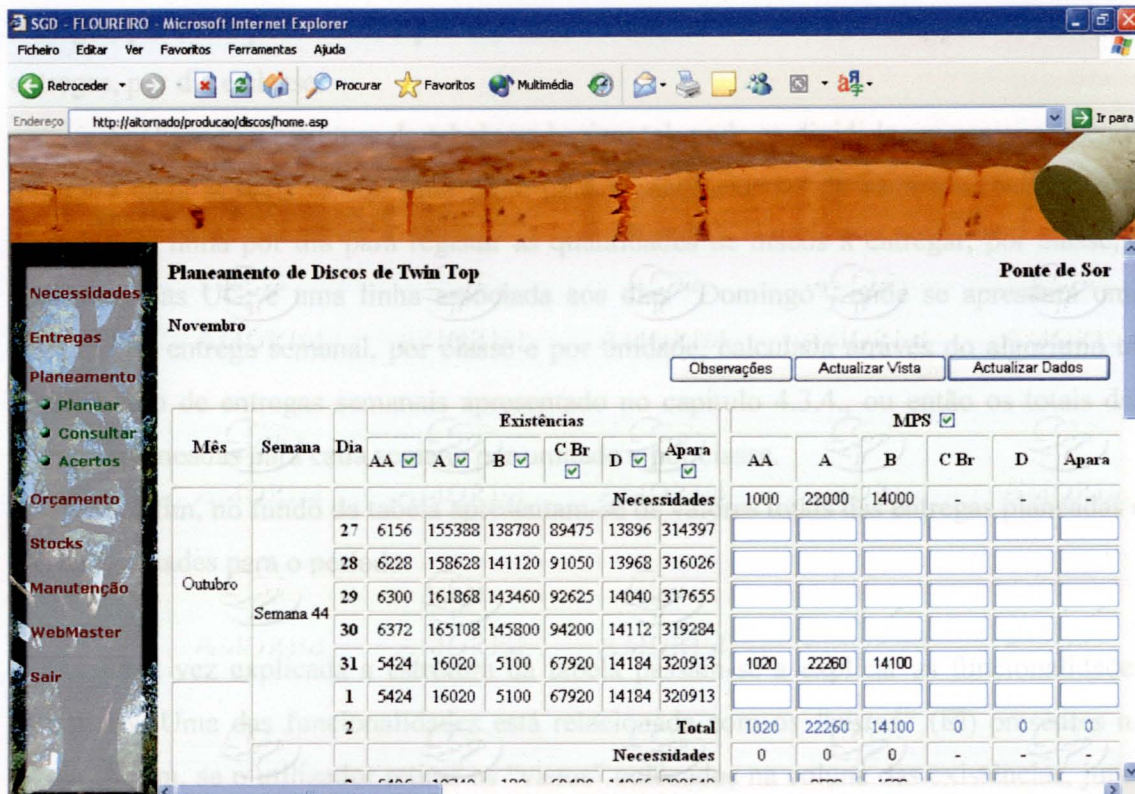 SGD - FLOUREIRO - Microsoft Internet Explorer
Ficheiro Editar Ver Favoritos Ferramentas Ajuda
Retroceder Procurar Favoritos Multimédia
Endereço http://aitornado/producao/discos/home.asp Ir para
Necessidades
Entregas
Planeamento
Planear
Consultar
Acertos
Orçamento
Stocks
Manutenção
WebMaster
Sair
Planeamento de Discos de Twin Top Ponte de Sor
Novembro
Observações Actualizar Vista Actualizar Dados
Existências MPS
Mês Semana Dia AA A B C Br D Apara AA A B C Br D Apara
Necessidades 1000 22000 14000 - - -
27 6156 155388 138780 89475 13896 314397
28 6228 158628 141120 91050 13968 316026
Outubro
29 6300 161868 143460 92625 14040 317655
Semana 44
30 6372 165108 145800 94200 14112 319284
31 5424 16020 5100 67920 14184 320913 1020 22260 14100
1 5424 16020 5100 67920 14184 320913
2 Total 1020 22260 14100 0 0 0
Necessidades 0 0 0 - - -